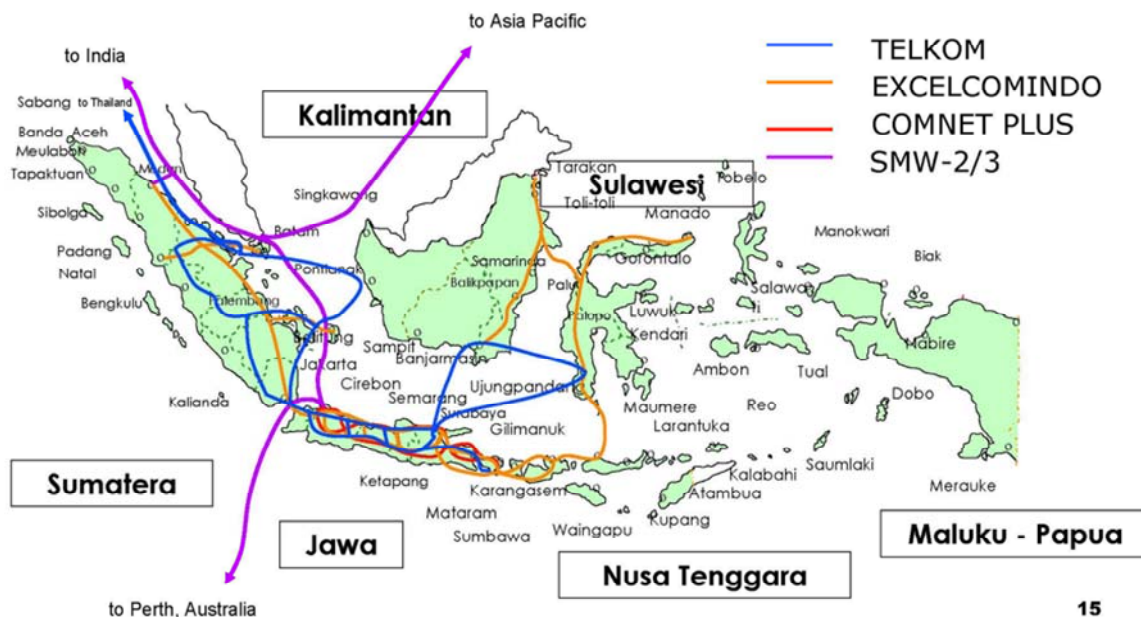 to Asia Pacific
to India
TELKOM
EXCELCOMINDO
COMNET PLUS
SMW-2/3
Sabang
to Thailand
Kalimantan
Banda Aceh
Meulaboh
Tapaktuan
Medan
Singkawang
Tarakan
Sulawesi
Tobelo
Toli-toli
Manado
Sibolga
Batam
Manokwari
Padang
Pontianak
Samarinda
Gorontalo
Biak
Natal
Balikpapan
Palu
Bengkulu
Palembang
Palopo
Luwuk
Kendari
Belitung
Sampit
Nabire
Jakarta
Banjarmasin
Ambon
Tual
Cirebon
Ujungpandang
Dobo
Kalianda
Semarang
Surabaya
Maumere
Reo
Gilimanuk
Larantuka
Sumatera
Ketapang
Karangasem
Kalabahi
Saumlaki
Atambua
Merauke
Mataram
Kupang
Waingapu
Sumbawa
Jawa
Maluku - Papua
Nusa Tenggara
to Perth, Australia
15